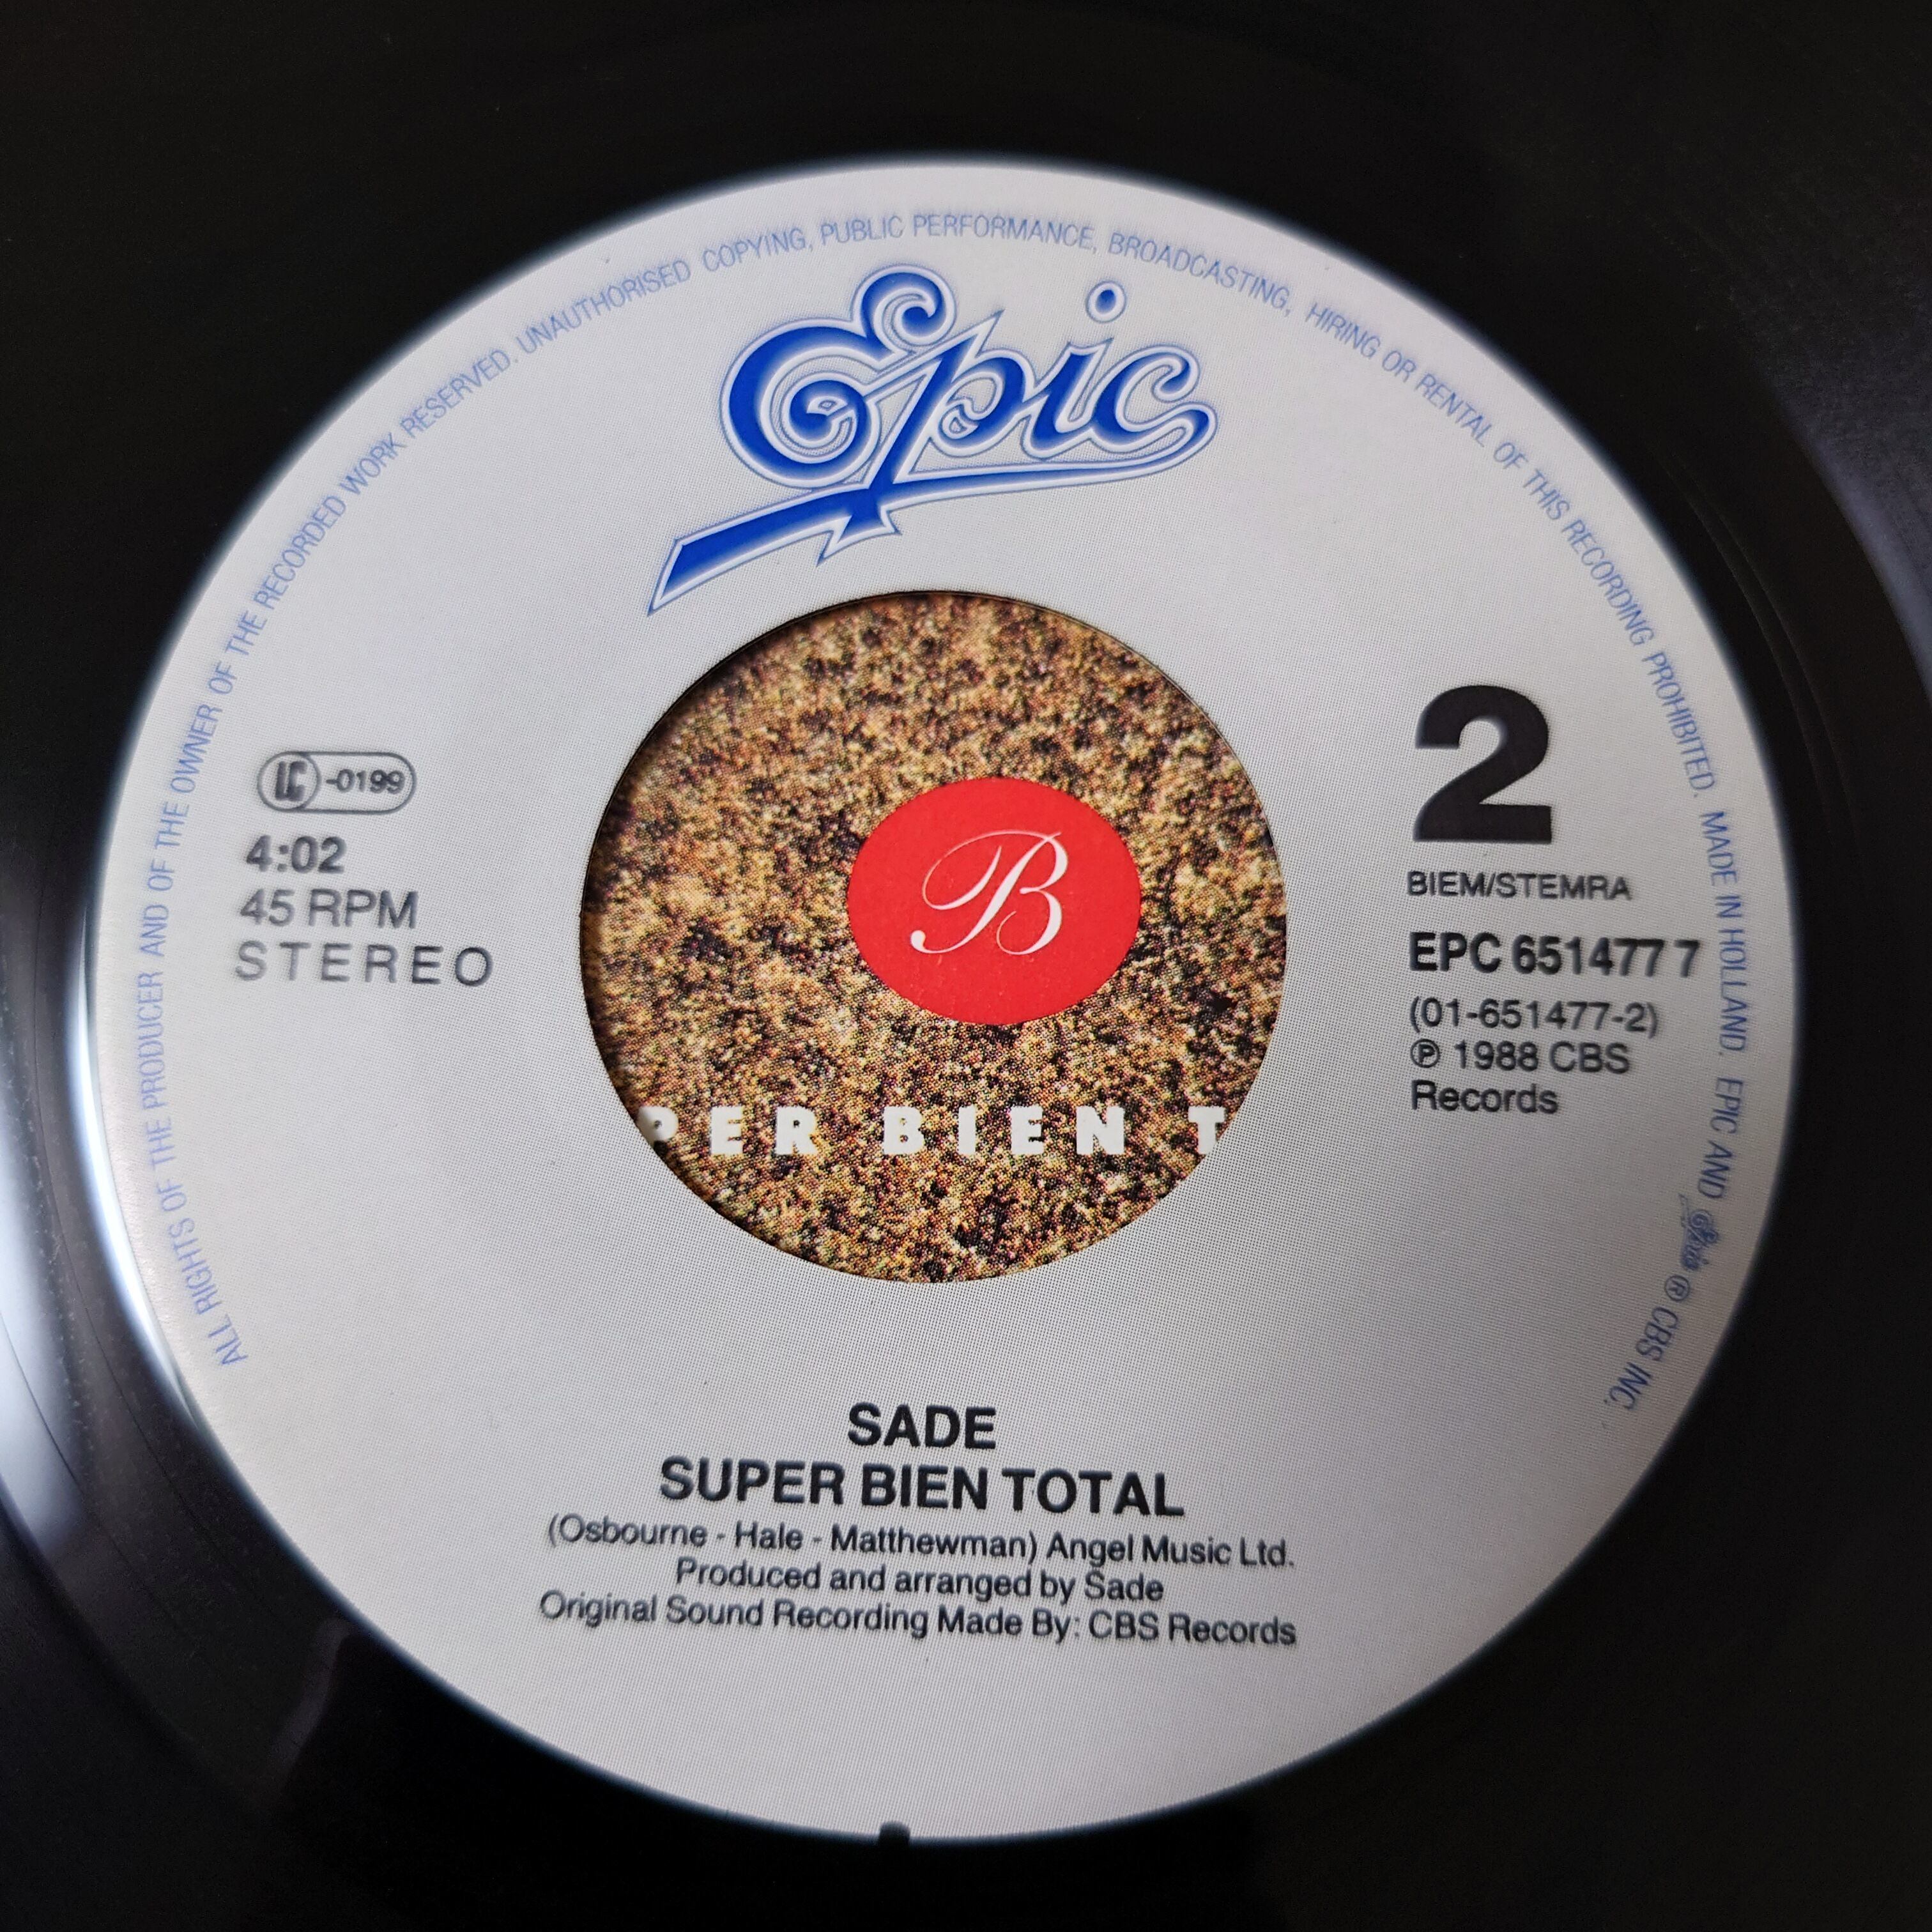 ALL RIGHTS OF THE PRODUCER AND OF THE OWNER OF THE RECORDED WORK RESERVED. UNAUTHORISED COPYING, PUBLIC PERFORMANCE, BROADCASTING, HIRING OR RENTAL OF THIS RECORDING PROHIBITED. MADE IN HOLLAND. EPIC AND Epic ® CBS INC.
Epic
LC-0199
4:02
45 RPM
STEREO
B
PER BIEN T
2
BIEM/STEMRA
EPC 651477 7
(01-651477-2)
℗ 1988 CBS
Records
SADE
SUPER BIEN TOTAL
(Osbourne - Hale - Matthewman) Angel Music Ltd.
Produced and arranged by Sade
Original Sound Recording Made By: CBS Records